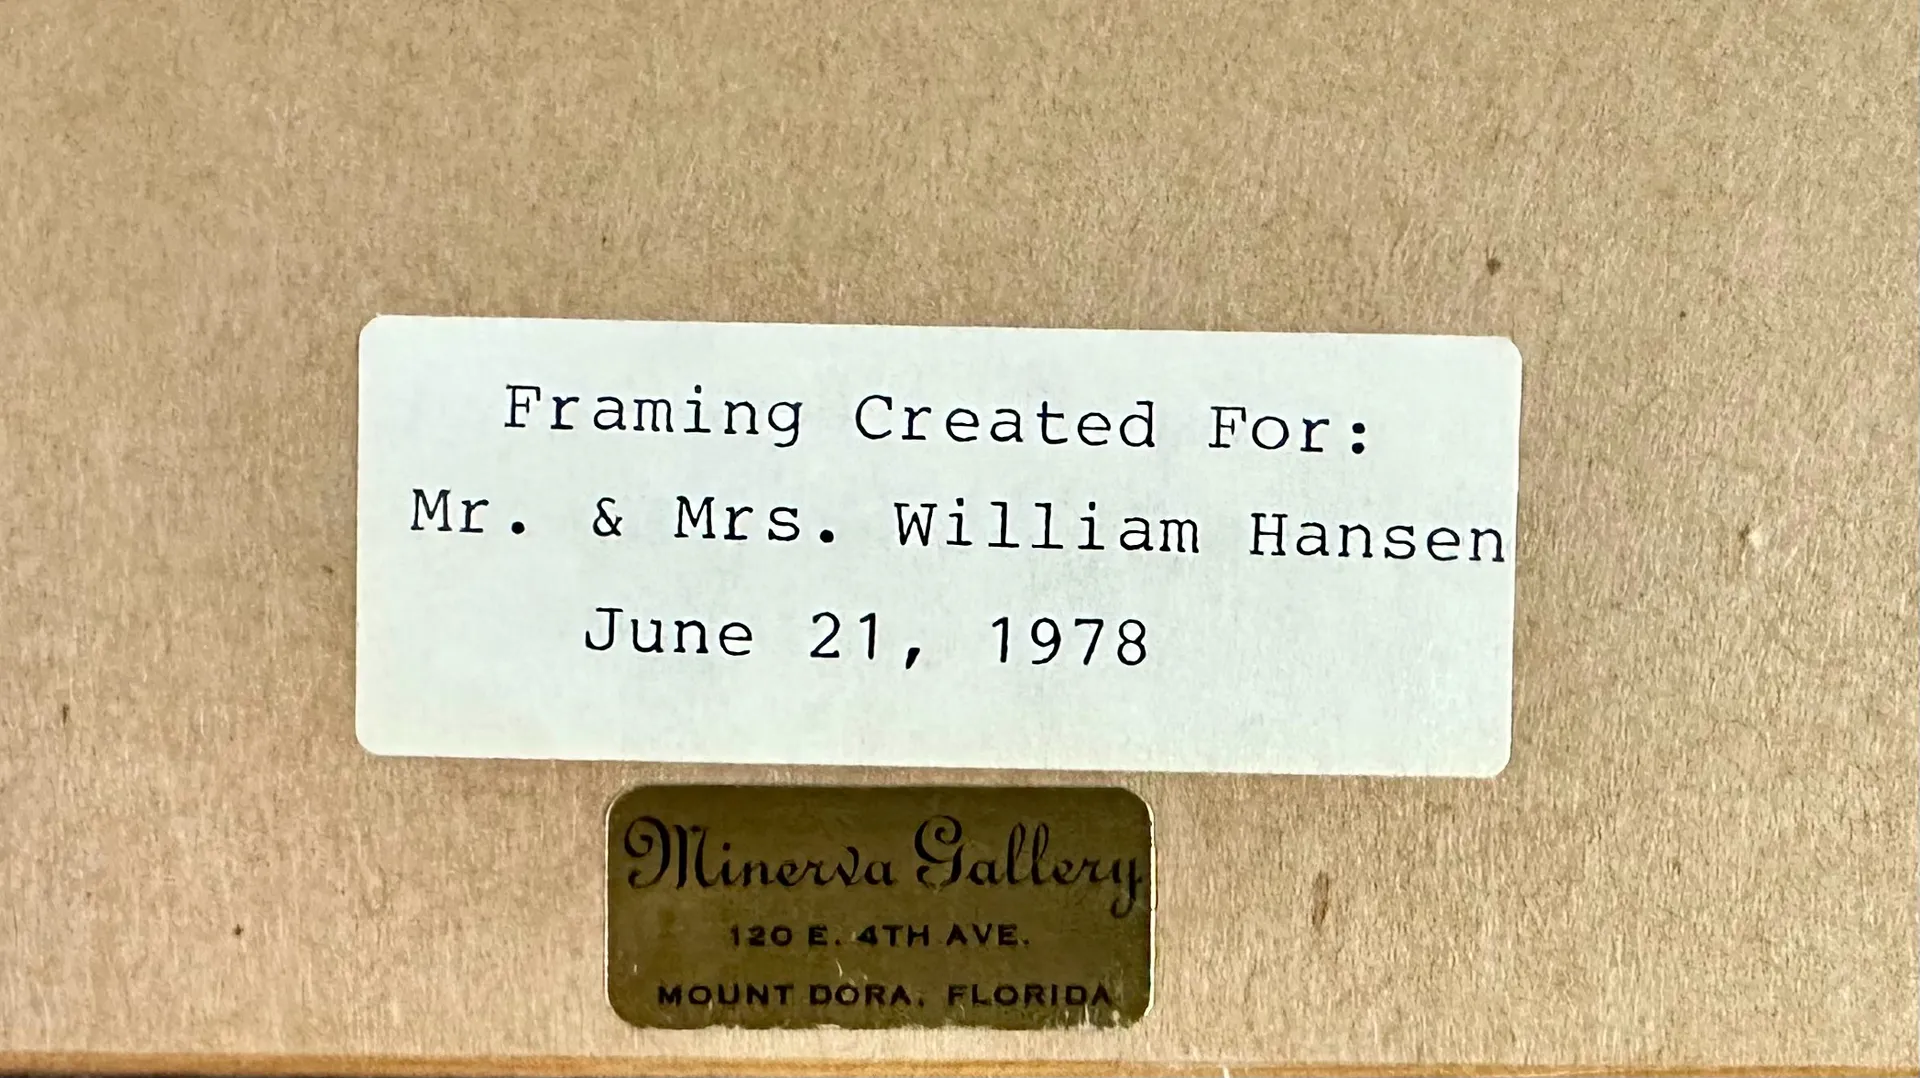 Framing Created For:
Mr. & Mrs. William Hansen
June 21, 1978
Minerva Gallery
120 E. 4TH AVE.
MOUNT DORA, FLORIDA